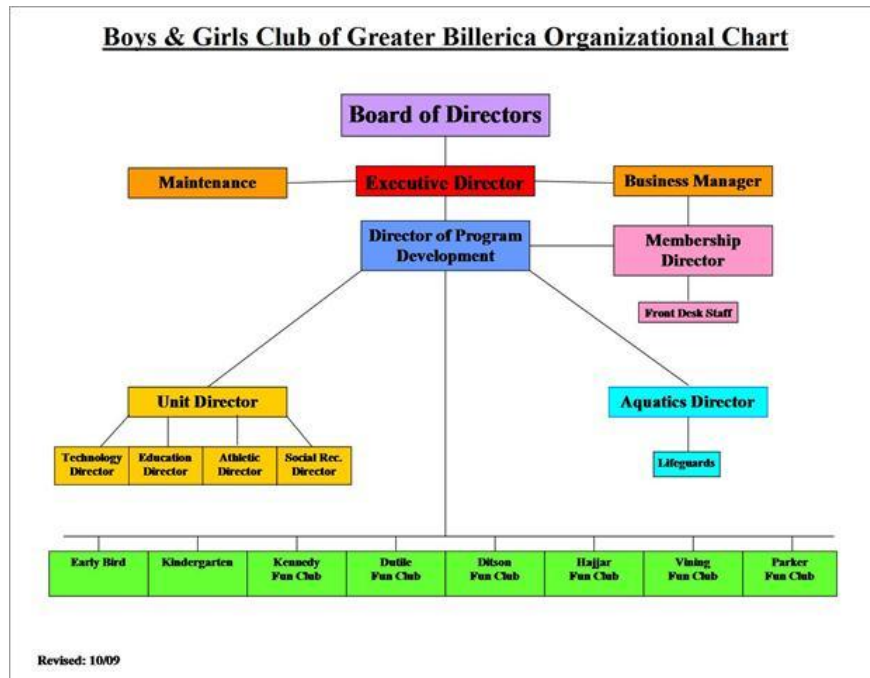 Boys & Girls Club of Greater Billerica Organizational Chart
Board of Directors
Maintenance
Executive Director
Business Manager
Director of Program
Development
Membership
Director
Front Desk Staff
Unit Director
Aquatics Director
Technology
Director
Education
Director
Athletic
Director
Social Rec.
Director
Lifeguards
Early Bird
Kindergarten
Kennedy
Fun Club
Dutile
Fun Club
Ditson
Fun Club
Hajjar
Fun Club
Vining
Fun Club
Parker
Fun Club
Revised: 10/09